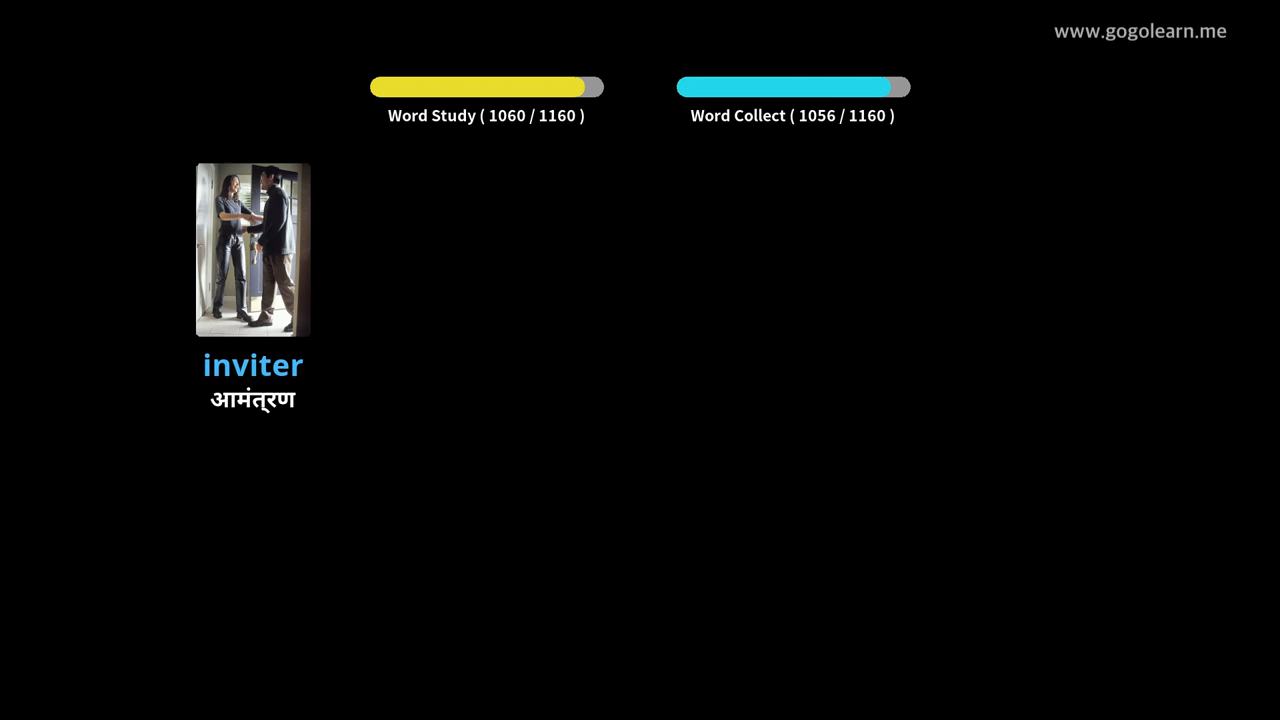 www.gogolearn.me
Word Study ( 1060 / 1160 )
Word Collect ( 1056 / 1160 )
inviter
आमंत्रण